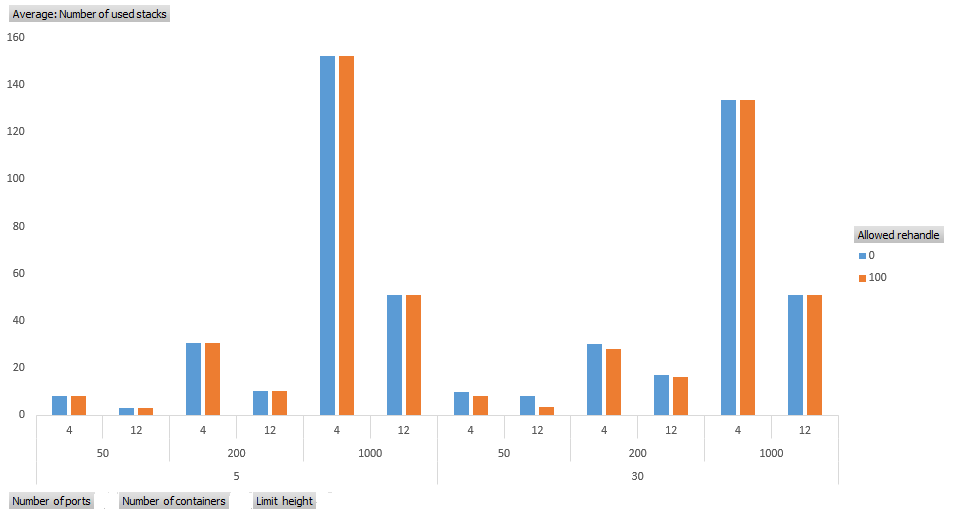 Average: Number of used stacks
160
140
120
100
80
60
40
20
0
4 12 4 12 4 12 4 12 4 12 4 12
50 200 1000 50 200 1000
5 30
Allowed rehandle
0
100
Number of ports Number of containers Limit height